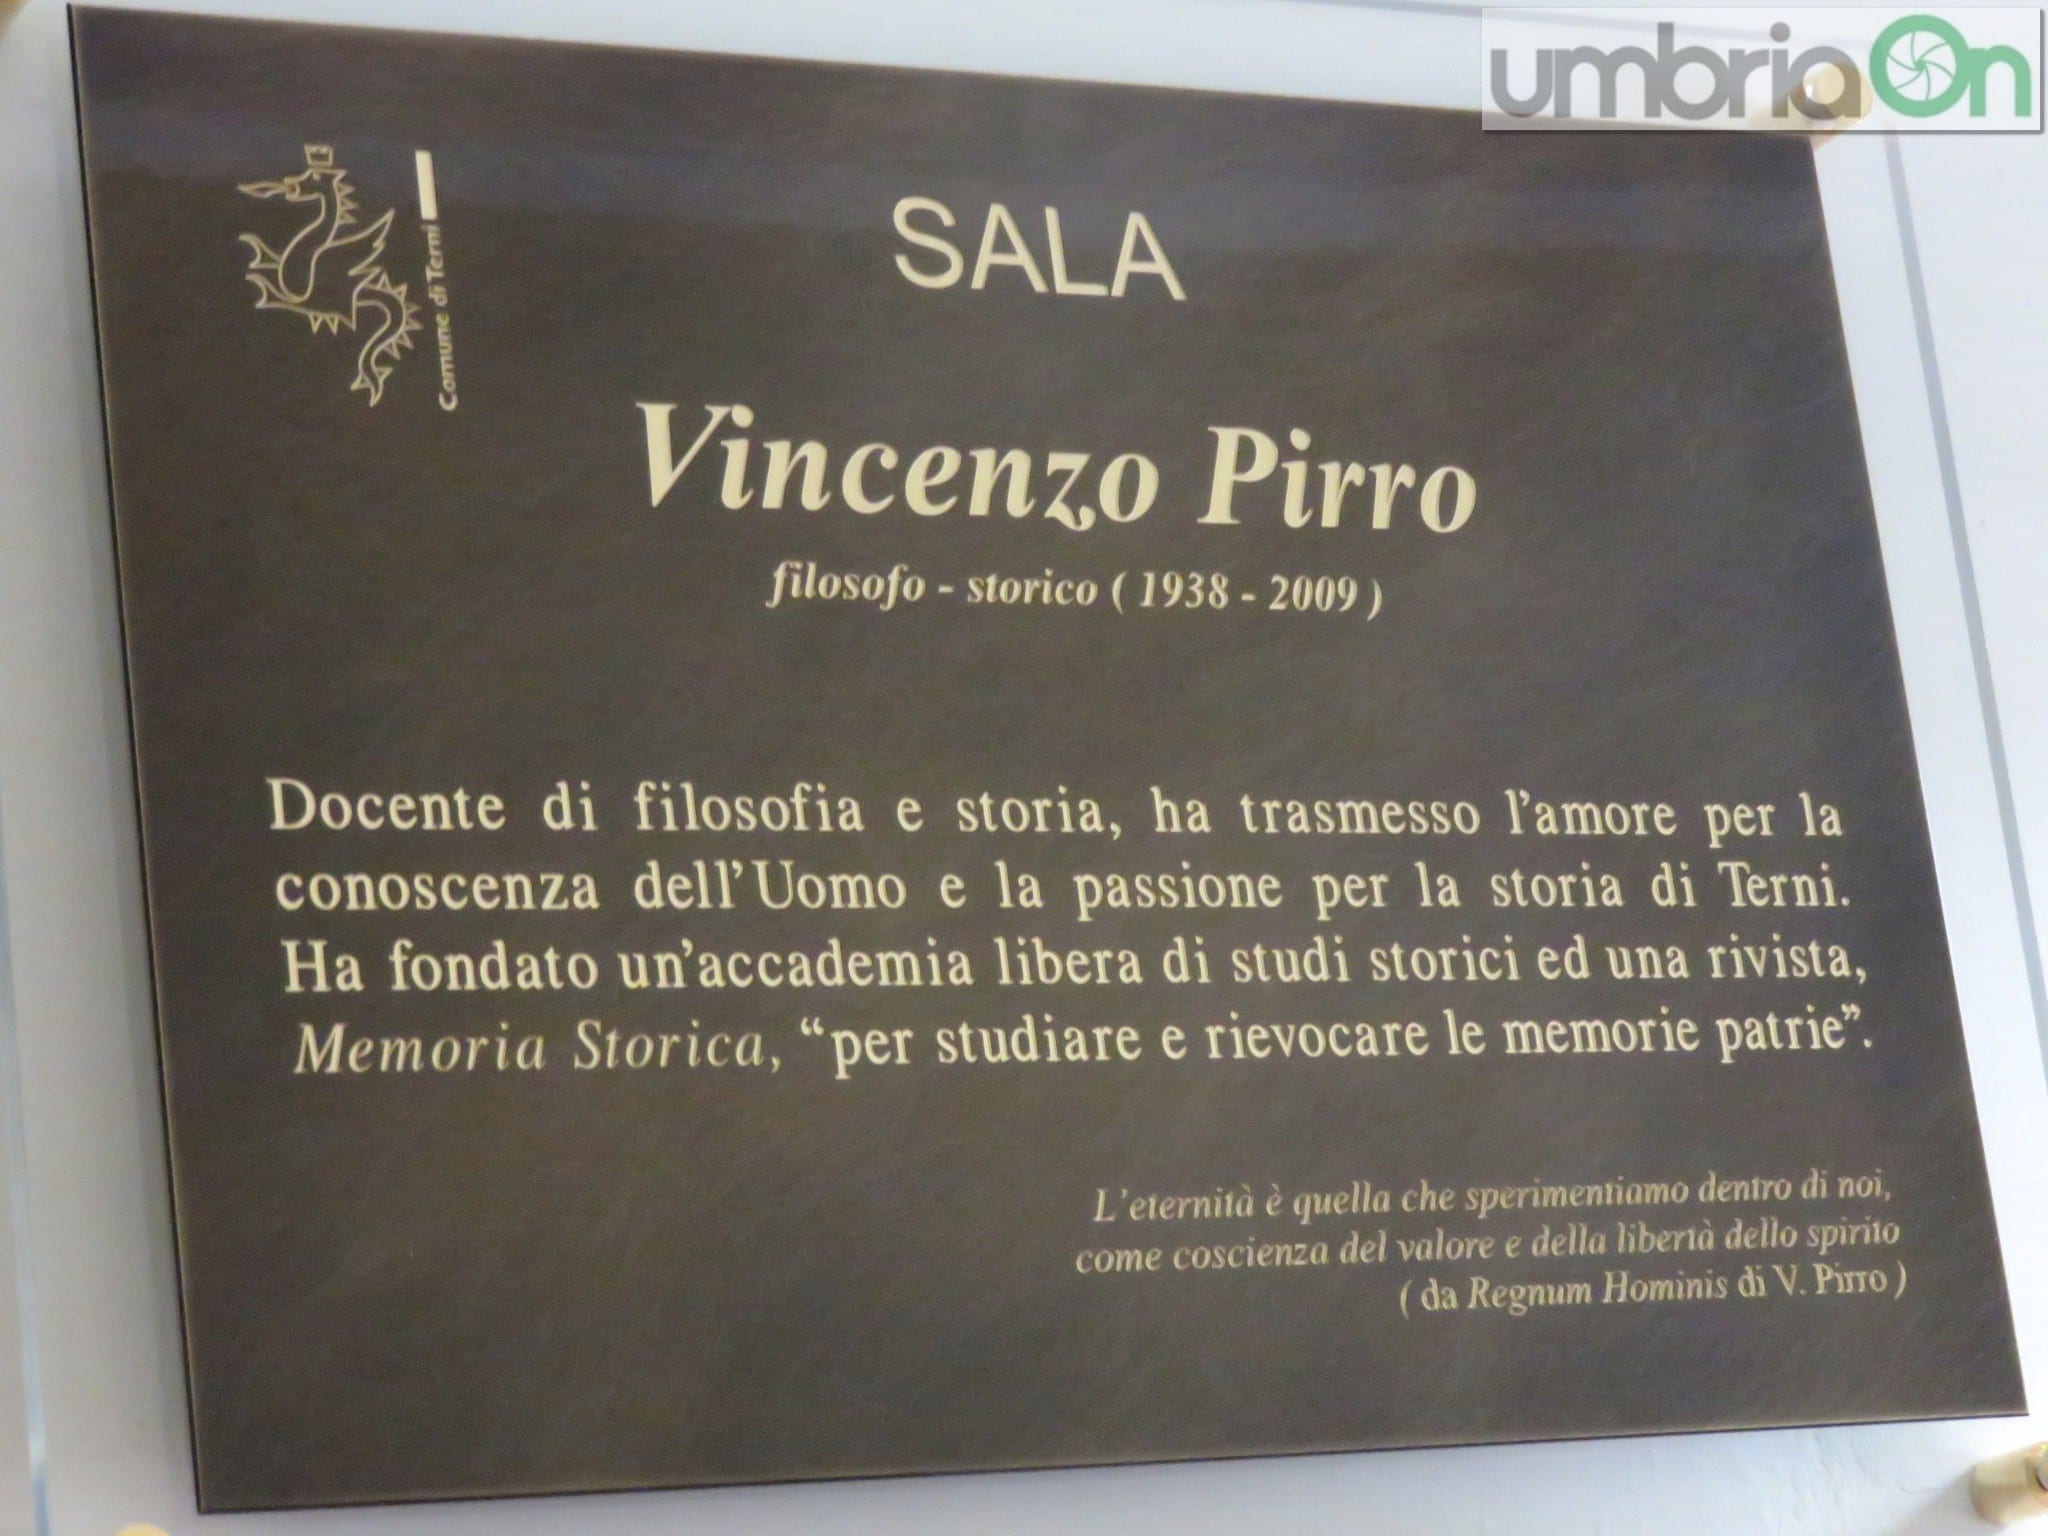 umbriaOn
Comune di Terni
SALA
Vincenzo Pirro
filosofo - storico ( 1938 - 2009 )
Docente di filosofia e storia, ha trasmesso l’amore per la
conoscenza dell’Uomo e la passione per la storia di Terni.
Ha fondato un’accademia libera di studi storici ed una rivista,
Memoria Storica, “per studiare e rievocare le memorie patrie”.
L’eternità è quella che sperimentiamo dentro di noi,
come coscienza del valore e della libertà dello spirito
( da Regnum Hominis di V. Pirro )